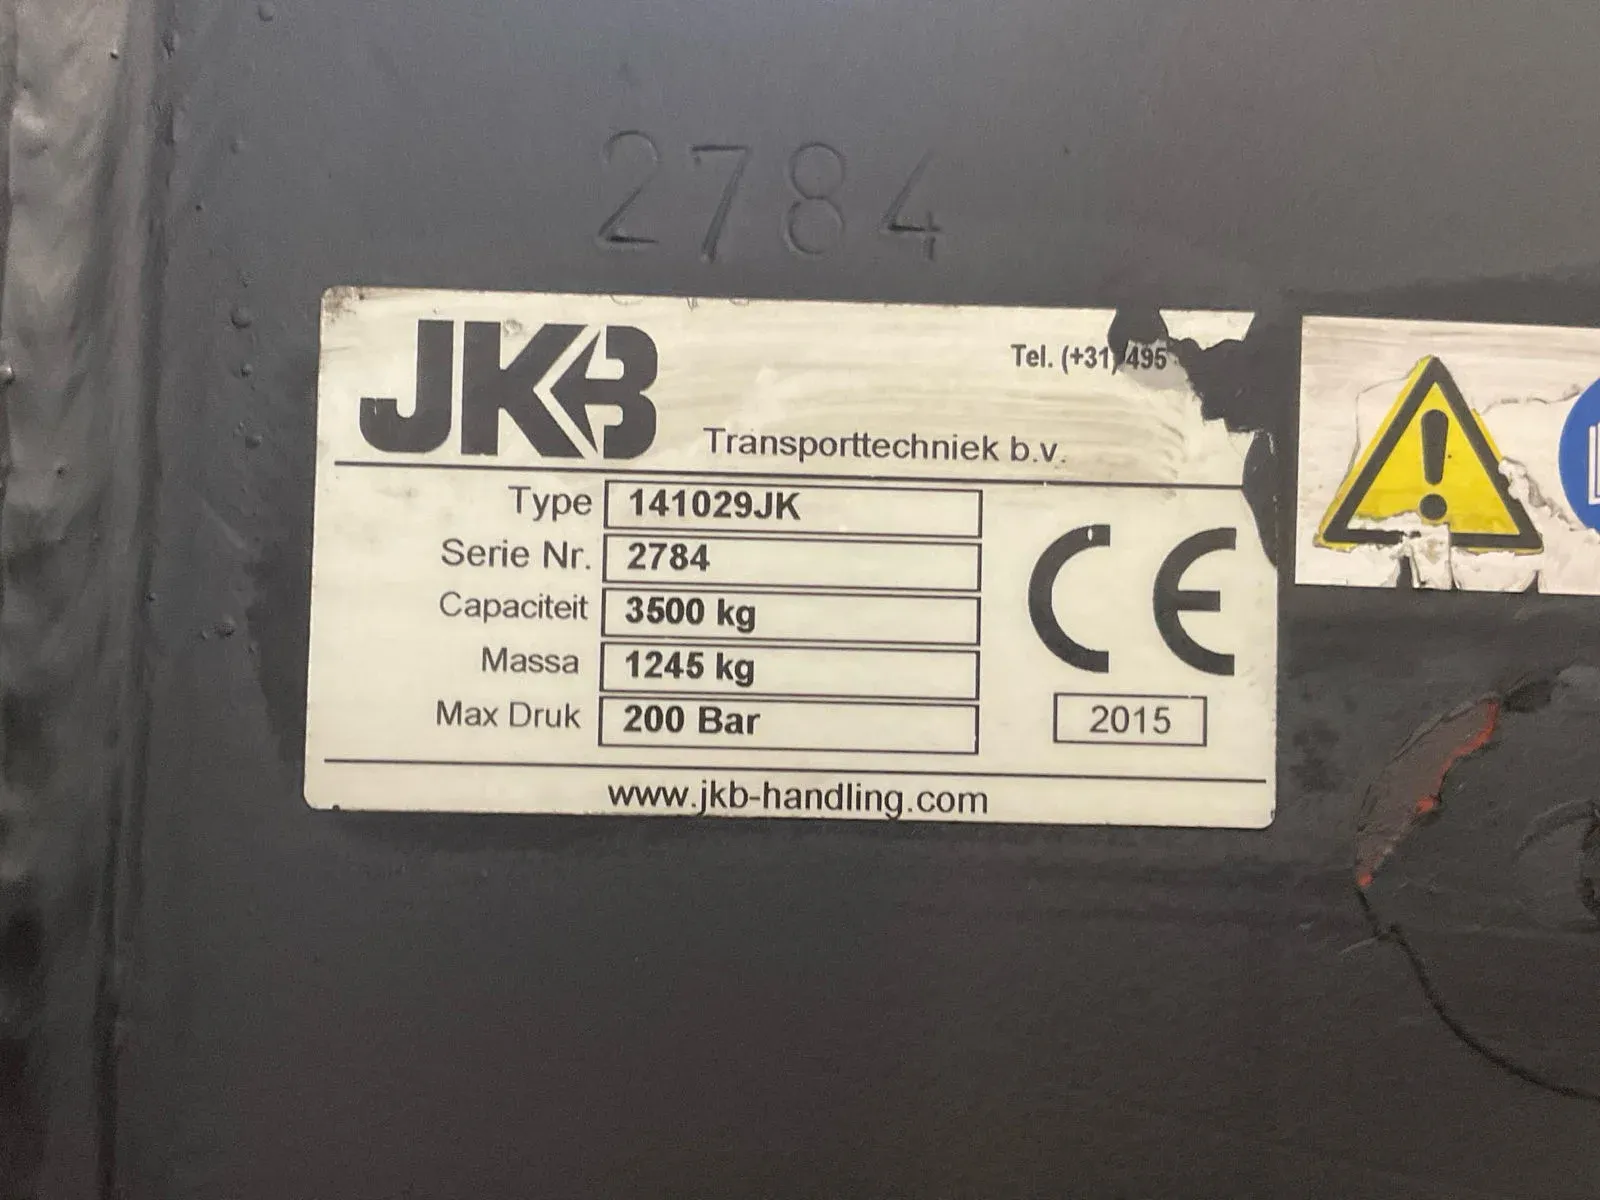 2784
JKB
Tel. (+31) 495
Transporttechniek b.v.
Type 141029JK
Serie Nr. 2784
Capaciteit 3500 kg
Massa 1245 kg
Max Druk 200 Bar
CE
2015
www.jkb-handling.com